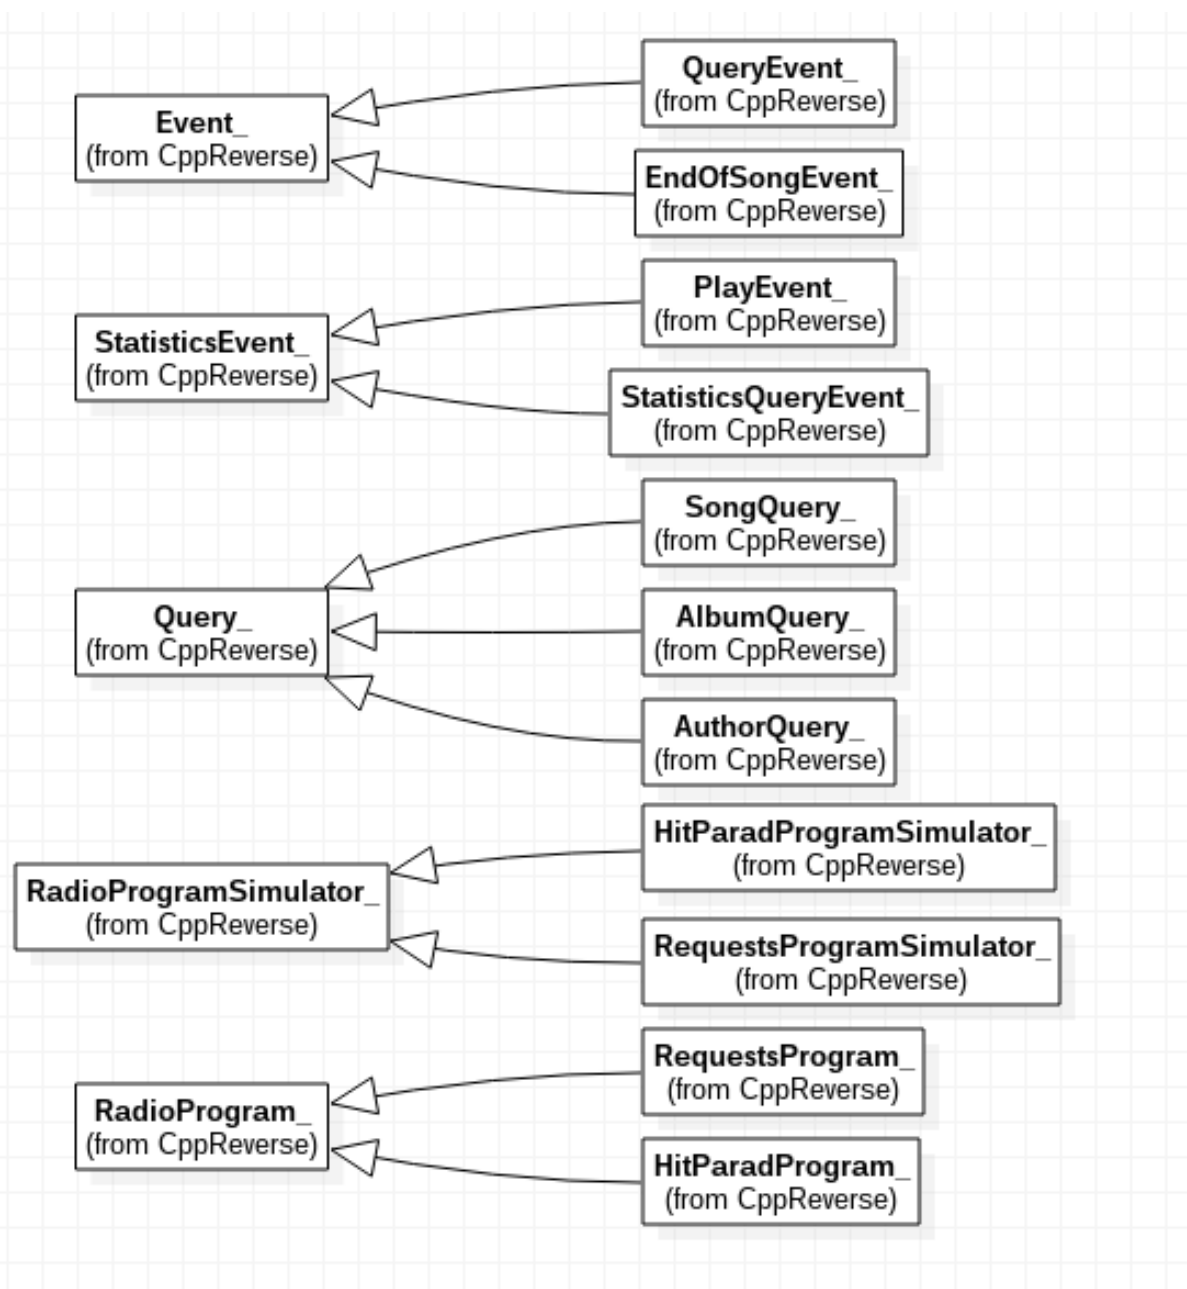 QueryEvent_
(from CppReverse)
Event_
(from CppReverse)
EndOfSongEvent_
(from CppReverse)
PlayEvent_
(from CppReverse)
StatisticsEvent_
(from CppReverse)
StatisticsQueryEvent_
(from CppReverse)
SongQuery_
(from CppReverse)
Query_
(from CppReverse)
AlbumQuery_
(from CppReverse)
AuthorQuery_
(from CppReverse)
HitParadProgramSimulator_
(from CppReverse)
RadioProgramSimulator_
(from CppReverse)
RequestsProgramSimulator_
(from CppReverse)
RequestsProgram_
(from CppReverse)
RadioProgram_
(from CppReverse)
HitParadProgram_
(from CppReverse)